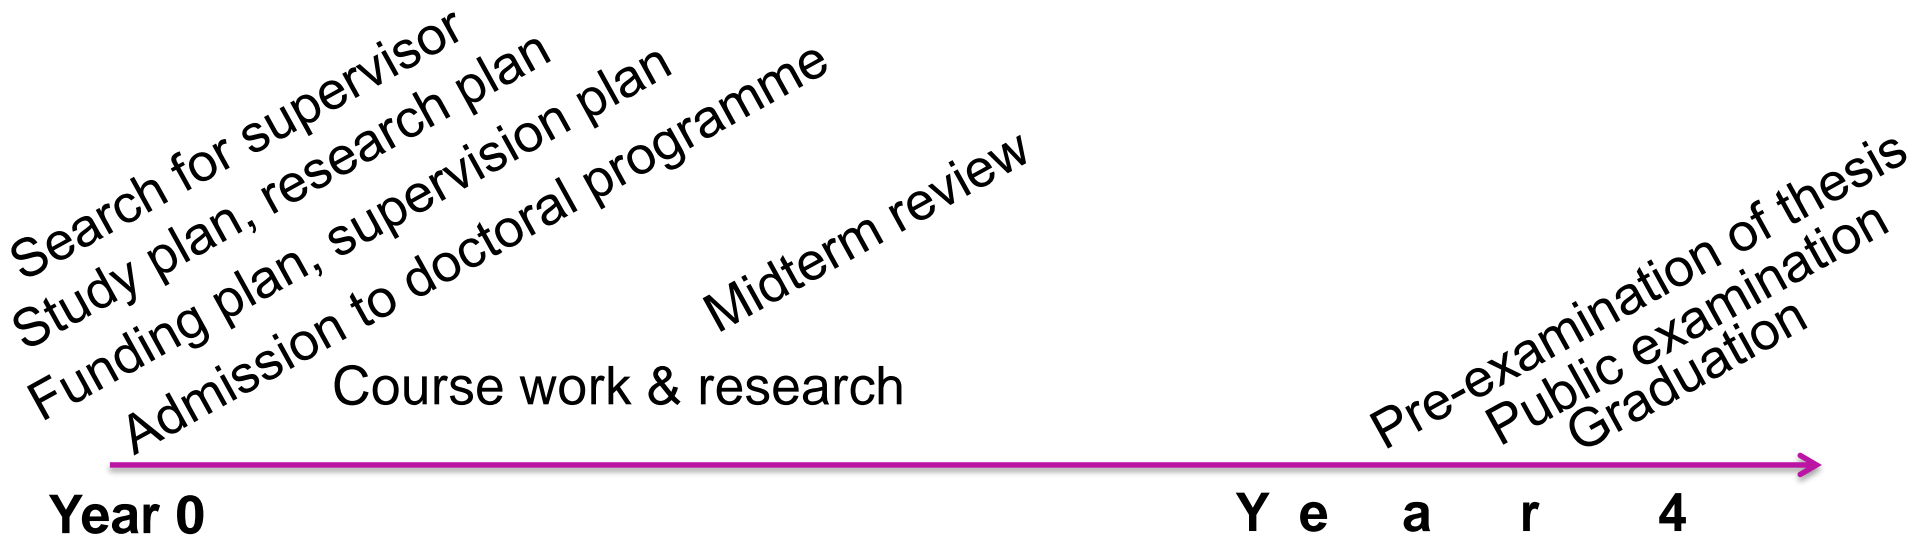 Search for supervisor
Study plan, research plan
Funding plan, supervision plan
Admission to doctoral programme
Midterm review
Course work & research
Pre-examination of thesis
Public examination
Graduation
Year 0
Y e a r 4